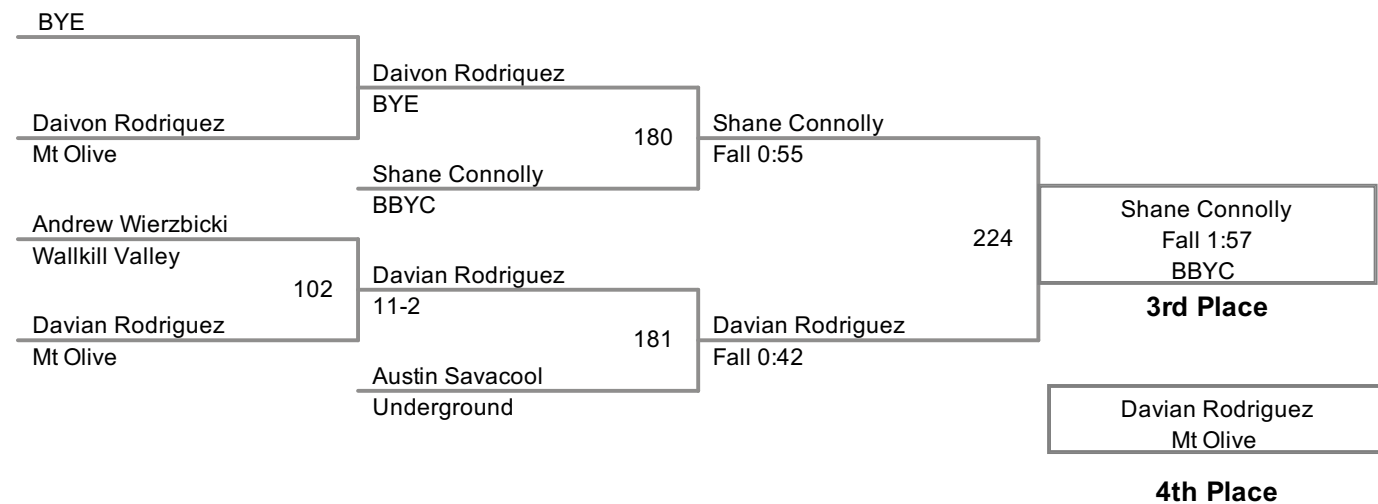 BYE
Daivon Rodriquez
BYE
Daivon Rodriquez
Mt Olive
180
Shane Connolly
Fall 0:55
Shane Connolly
BBYC
Andrew Wierzbicki
Wallkill Valley
224
Shane Connolly
Fall 1:57
BBYC
3rd Place
102
Davian Rodriguez
11-2
Davian Rodriguez
Mt Olive
181
Davian Rodriguez
Fall 0:42
Austin Savacool
Underground
Davian Rodriguez
Mt Olive
4th Place